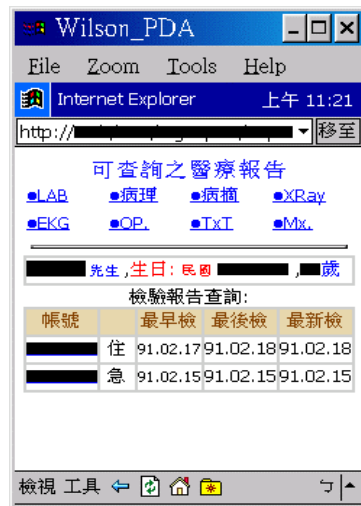 Wilson_PDA
File Zoom Tools Help
Internet Explorer 上午 11:21
http:// 移至
可查詢之醫療報告
●LAB ●病理 ●病摘 ●XRay
●EKG ●OP. ●TxT ●Mx.
先生,生日: 民國 ,歲
檢驗報告查詢:
帳號 最早檢 最後檢 最新檢
住 91.02.17 91.02.18 91.02.18
急 91.02.15 91.02.15 91.02.15
檢視 工具 ㄅ